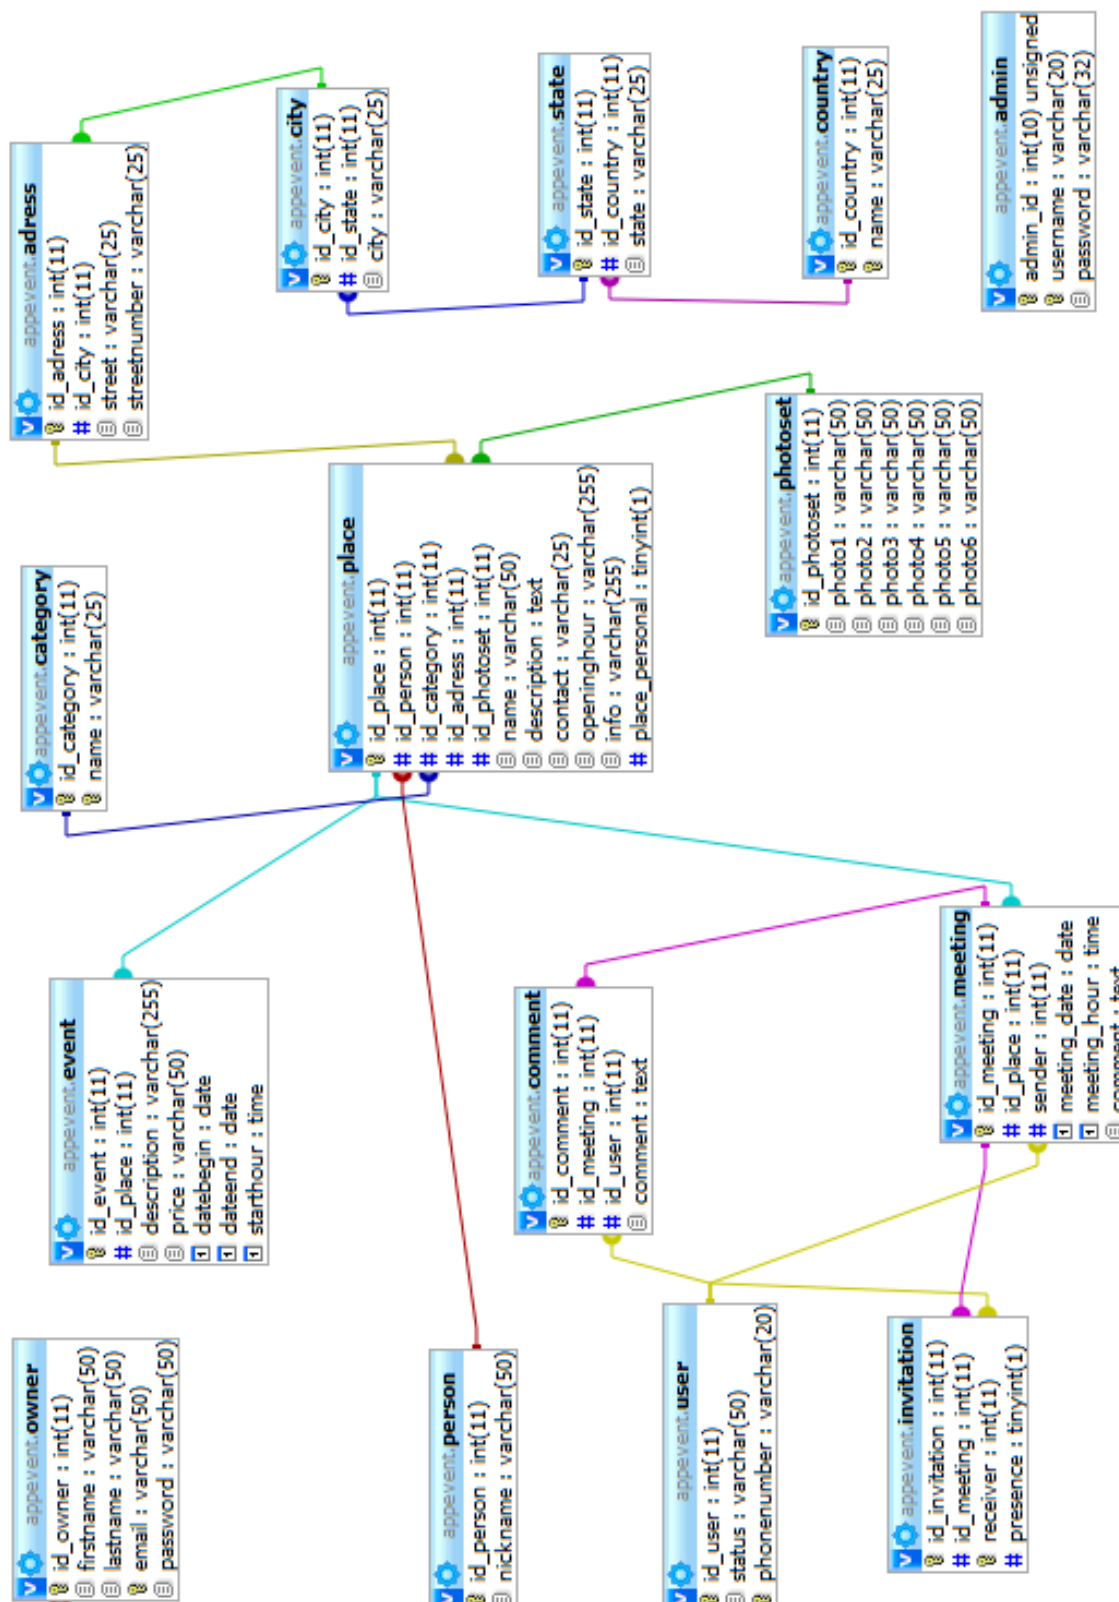 appevent.owner
id_owner : int(11)
firstname : varchar(50)
lastname : varchar(50)
email : varchar(50)
password : varchar(50)
appevent.event
id_event : int(11)
id_place : int(11)
description : varchar(255)
price : varchar(50)
datebegin : date
dateend : date
starthour : time
appevent.category
id_category : int(11)
name : varchar(25)
appevent.adress
id_adress : int(11)
id_city : int(11)
street : varchar(25)
streetnumber : varchar(25)
appevent.city
id_city : int(11)
id_state : int(11)
city : varchar(25)
appevent.person
id_person : int(11)
nickname : varchar(50)
appevent.place
id_place : int(11)
id_person : int(11)
id_category : int(11)
id_adress : int(11)
id_photoset : int(11)
name : varchar(50)
description : text
contact : varchar(25)
openinghour : varchar(255)
info : varchar(255)
place_personal : tinyint(1)
appevent.comment
id_comment : int(11)
id_meeting : int(11)
id_user : int(11)
comment : text
appevent.state
id_state : int(11)
id_country : int(11)
state : varchar(25)
appevent.user
id_user : int(11)
status : varchar(50)
phonenumber : varchar(20)
appevent.photoset
id_photoset : int(11)
photo1 : varchar(50)
photo2 : varchar(50)
photo3 : varchar(50)
photo4 : varchar(50)
photo5 : varchar(50)
photo6 : varchar(50)
appevent.country
id_country : int(11)
name : varchar(25)
appevent.invitation
id_invitation : int(11)
id_meeting : int(11)
receiver : int(11)
presence : tinyint(1)
appevent.meeting
id_meeting : int(11)
id_place : int(11)
sender : int(11)
meeting_date : date
meeting_hour : time
comment : text
appevent.admin
admin_id : int(10) unsigned
username : varchar(20)
password : varchar(32)